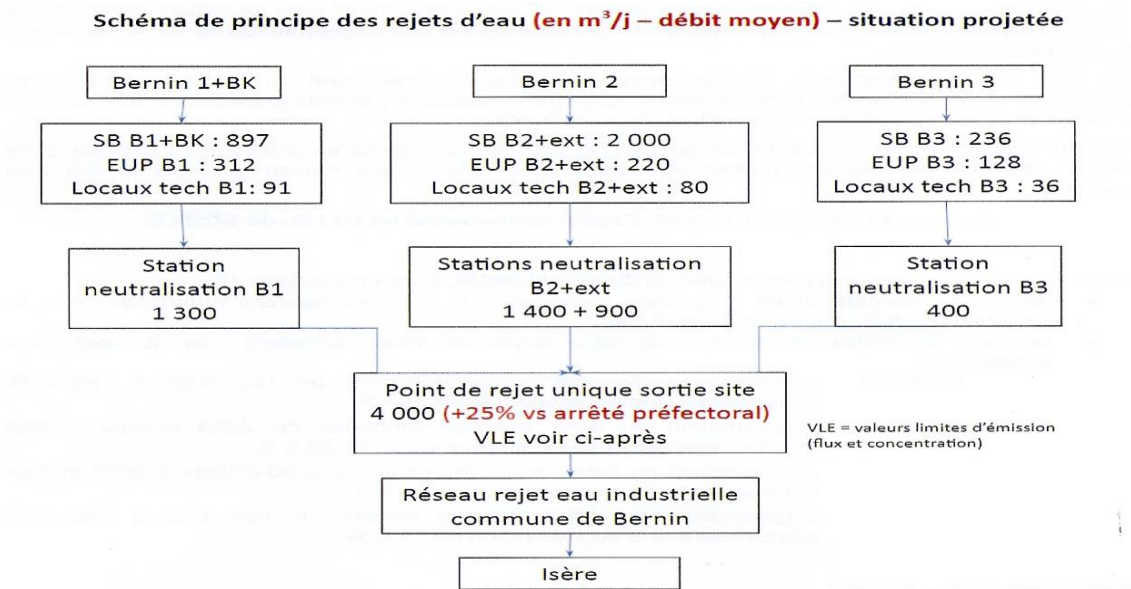 Schéma de principe des rejets d'eau (en m³/j – débit moyen) – situation projetée
Bernin 1+BK
Bernin 2
Bernin 3
SB B1+BK : 897
EUP B1 : 312
Locaux tech B1: 91
SB B2+ext : 2 000
EUP B2+ext : 220
Locaux tech B2+ext : 80
SB B3 : 236
EUP B3 : 128
Locaux tech B3 : 36
Station
neutralisation B1
1 300
Stations neutralisation
B2+ext
1 400 + 900
Station
neutralisation B3
400
Point de rejet unique sortie site
4 000 (+25% vs arrêté préfectoral)
VLE voir ci-après
VLE = valeurs limites d'émission
(flux et concentration)
Réseau rejet eau industrielle
commune de Bernin
Isère